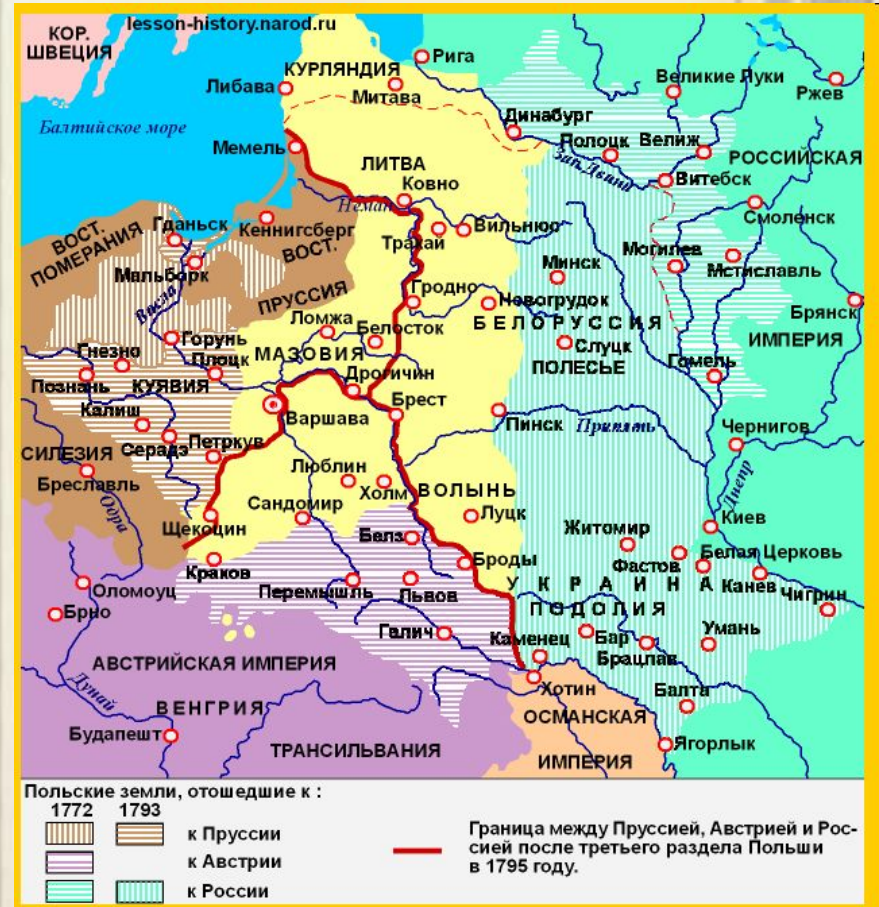 lesson-history.narod.ru
КОР.
ШВЕЦИЯ
КУРЛЯНДИЯ
Рига
Либава
Митава
Великие Луки
Ржев
Балтийское море
Динабург
Мемель
Полоцк
Велиж
ЛИТВА
РОССИЙСКАЯ
Зап. Двина
Ковно
Витебск
Неман
Смоленск
ВОСТ.
ПОМЕРАНИЯ
Гданьск
Кеннигсберг
ВОСТ.
ПРУССИЯ
Тракай
Вильнюс
Могилев
Мстиславль
Мальборк
Минск
Висла
Гродно
Новогрудок
Брянск
БЕЛОРУССИЯ
ИМПЕРИЯ
Ломжа
Белосток
Горунь
Слуцк
Гнезно
Плоцк
МАЗОВИЯ
ПОЛЕСЬЕ
Гомель
Познань
КУЯВИЯ
Дрогичин
Варшава
Брест
Калиш
Пинск
Припять
Чернигов
Серадэ
Петркув
СИЛЕЗИЯ
Бреславль
Люблин
Холм
ВОЛЫНЬ
Днепр
Одра
Сандомир
Луцк
Щекоцин
Житомир
Киев
Белз
Броды
Фастов
Белая Церковь
Краков
Перемышль
Львов
УКРАИНА
Канев
Чигрин
Оломоуц
Брно
ПОДОЛИЯ
Галич
Каменец
Бар
Умань
Брацлав
АВСТРИЙСКАЯ ИМПЕРИЯ
Хотин
Балта
Дунай
ВЕНГРИЯ
ОСМАНСКАЯ
ИМПЕРИЯ
Будапешт
ТРАНСИЛЬВАНИЯ
Ягорлык
Польские земли, отошедшие к :
1772 1793
к Пруссии
к Австрии
к России
Граница между Пруссией, Австрией и Рос-
сией после третьего раздела Польши
в 1795 году.